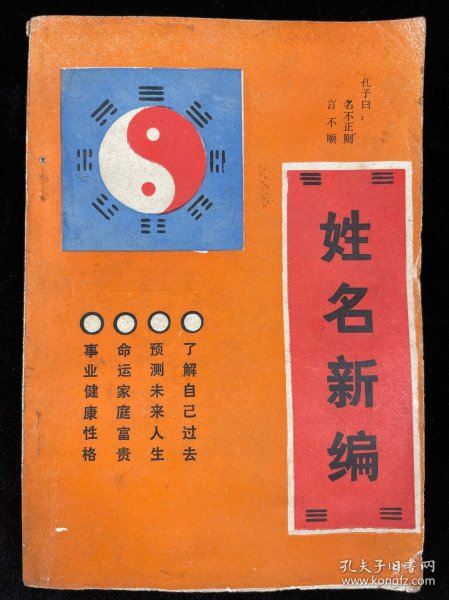 孔子曰：
名不正则
言不顺
姓名新编
了解自己过去
预测未来人生
命运家庭富贵
事业健康性格
孔夫子旧书网
www.kongfz.com